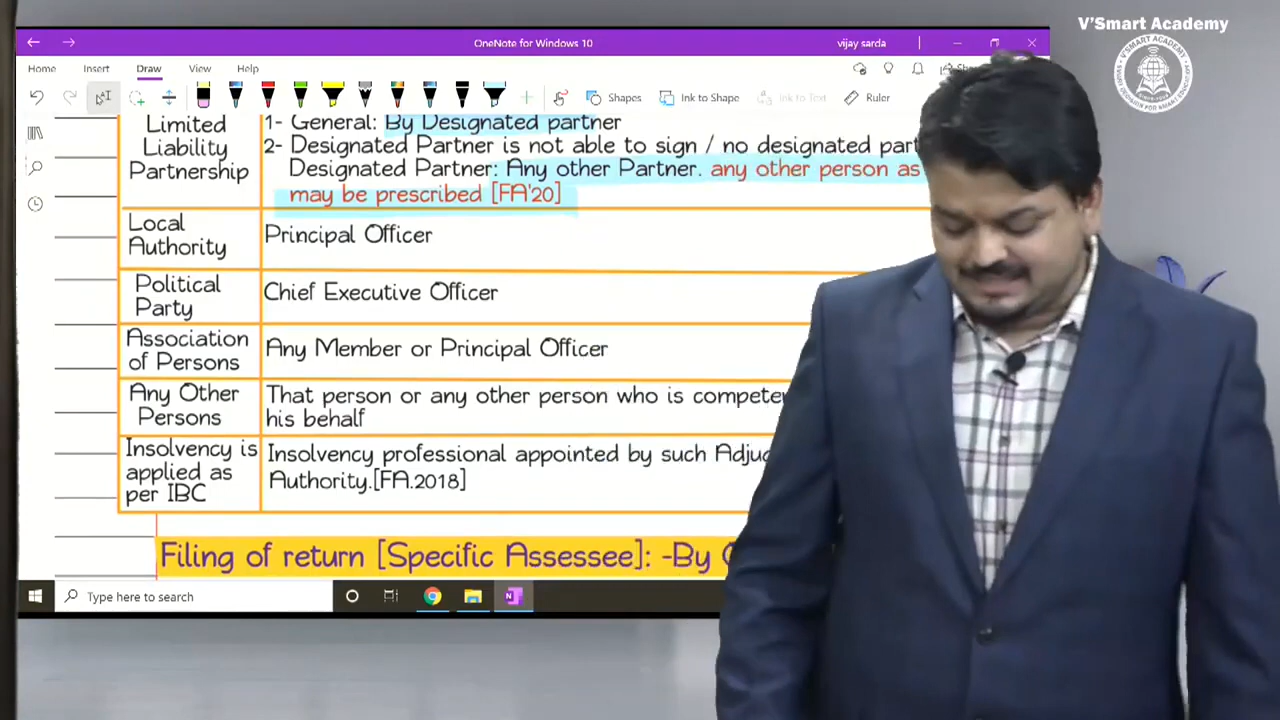 V'Smart Academy
OneNote for Windows 10
vijay sarda
Home Insert Draw View Help
Shapes Ink to Shape Ink to Text Ruler
Limited
Liability
Partnership
1- General: By Designated partner
2- Designated Partner is not able to sign / no designated
Designated Partner: Any other Partner. any other person as
may be prescribed [FA'20]
Local
Authority
Principal Officer
Political
Party
Chief Executive Officer
Association
of Persons
Any Member or Principal Officer
Any Other
Persons
That person or any other person who is
his behalf
Insolvency is
applied as
per IBC
Insolvency professional appointed by such
Authority.[FA.2018]
Filing of return [Specific Assessee]: -By
Type here to search